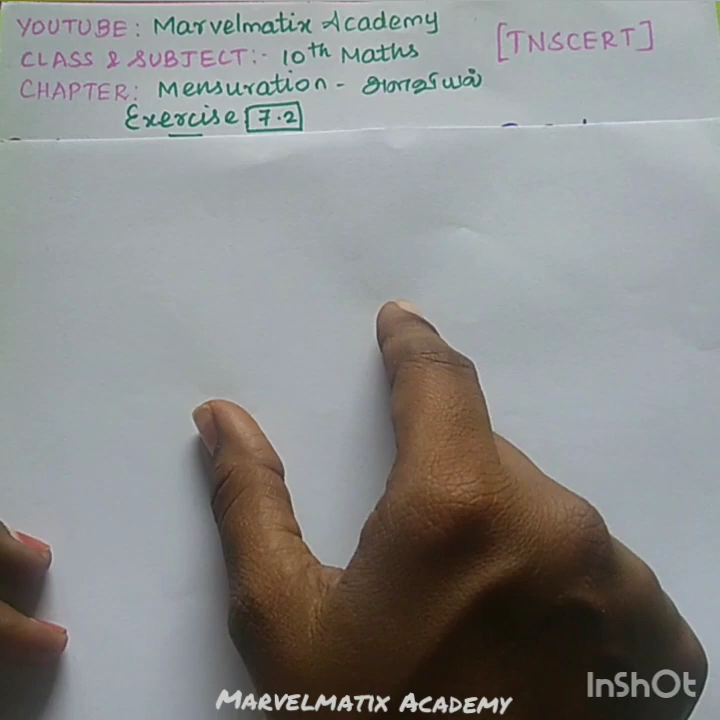 YOUTUBE: Marvelmatix Academy
CLASS & SUBJECT:- 10th Maths [TNSCERT]
CHAPTER: Mensuration - அளவியல்
Exercise 7.2
MARVELMATIX ACADEMY
InShOt